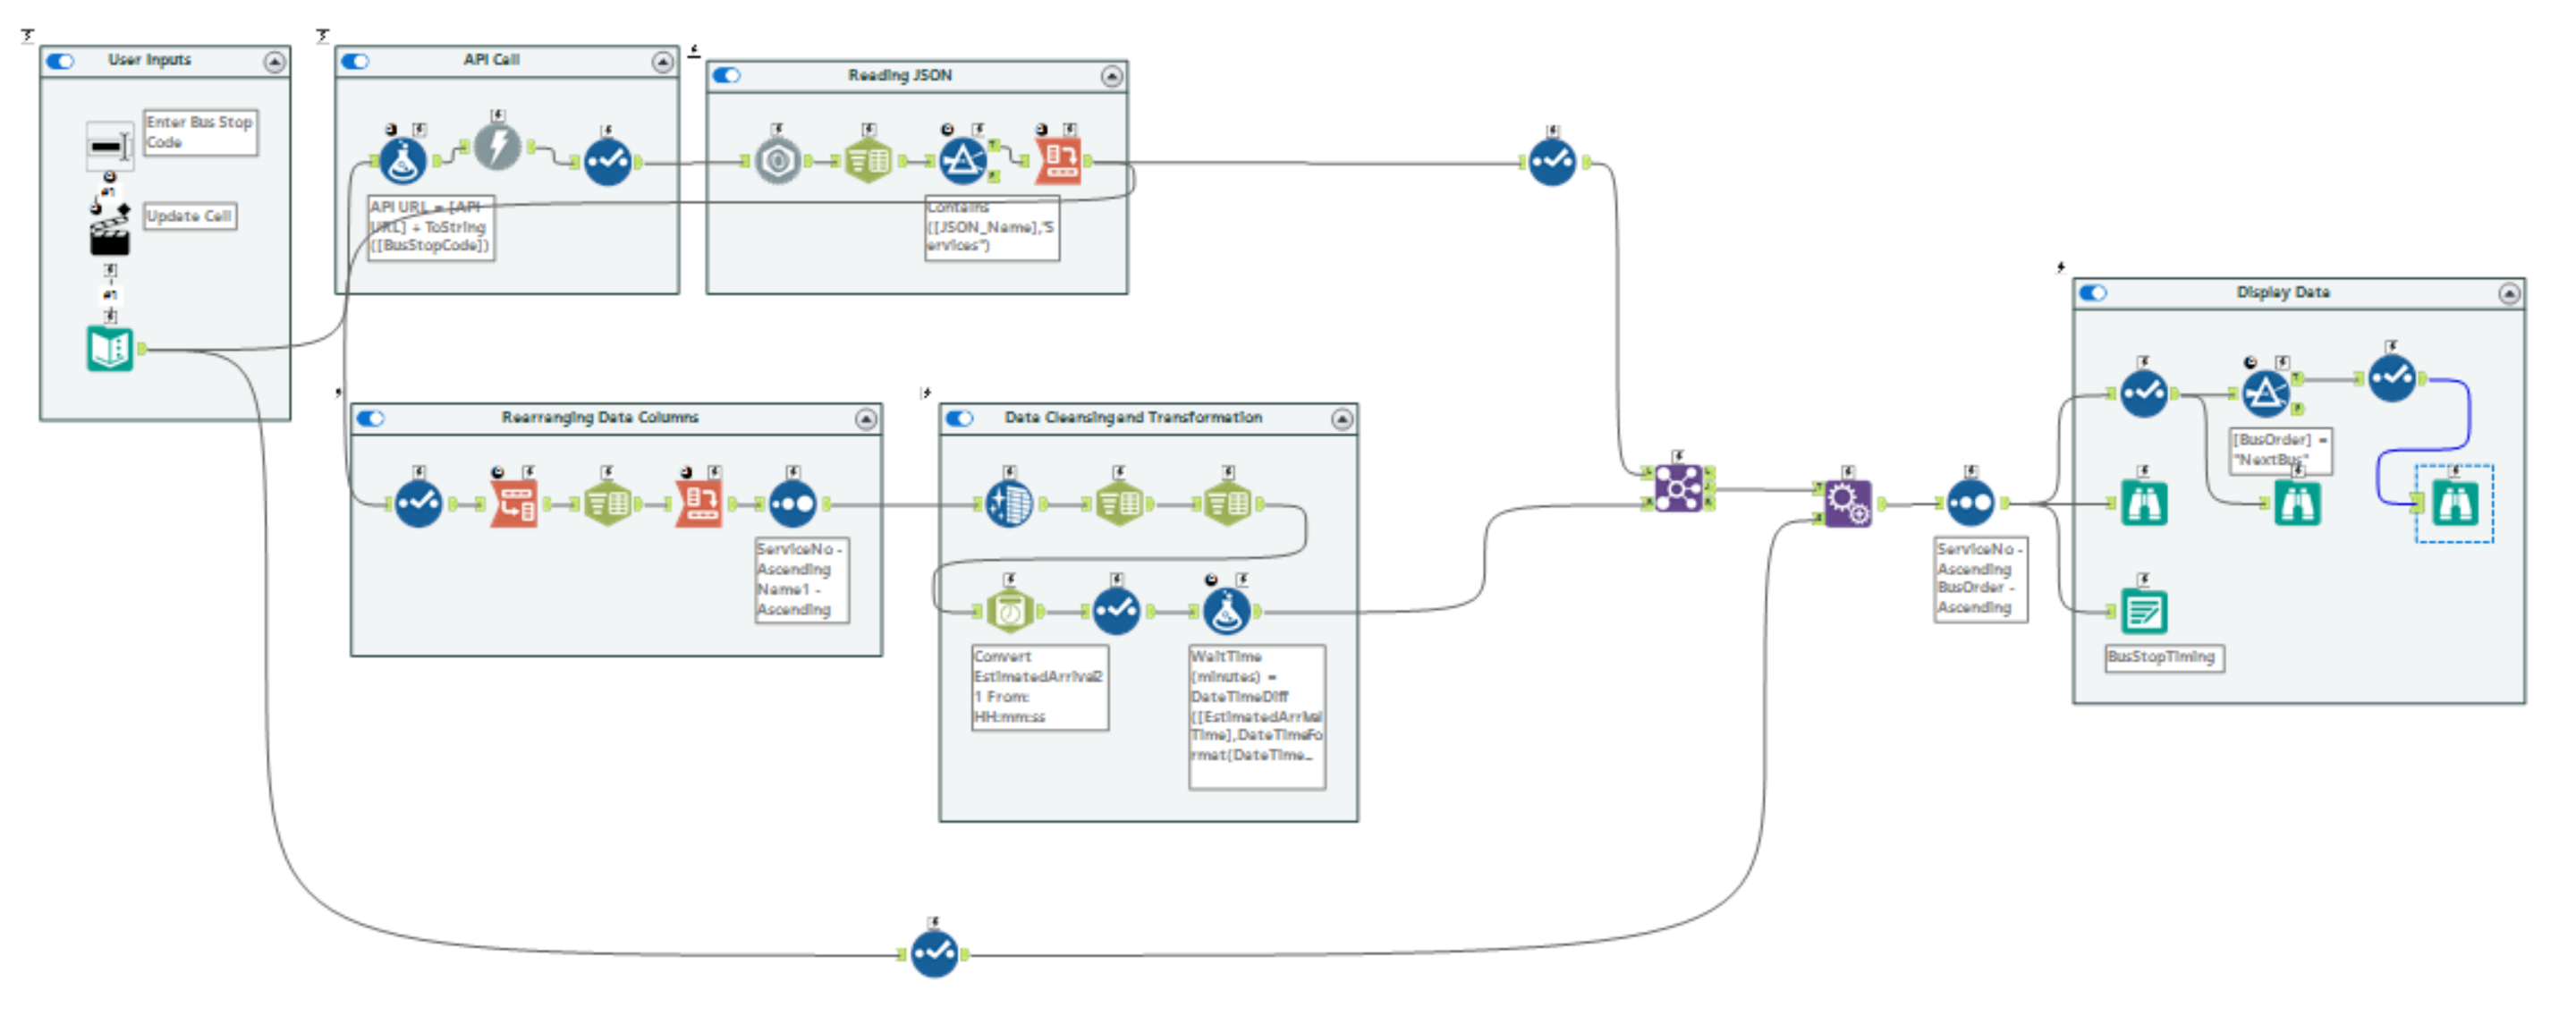 User Inputs
Enter Bus Stop
Code
#1
Update Cell
#1
API Call
API URL = [API
URL] + ToString
([BusStopCode])
Reading JSON
Contains
([JSON_Name],"S
ervices")
Rearranging Data Columns
ServiceNo -
Ascending
Name1 -
Ascending
Data Cleansing and Transformation
Convert
EstimatedArrival2
1 From:
HH:mm:ss
WaitTime
(minutes) =
DateTimeDiff
([EstimatedArrival
Time],DateTimeFo
rmat(DateTime...
ServiceNo -
Ascending
BusOrder -
Ascending
Display Data
[BusOrder] =
"NextBus"
BusStopTiming